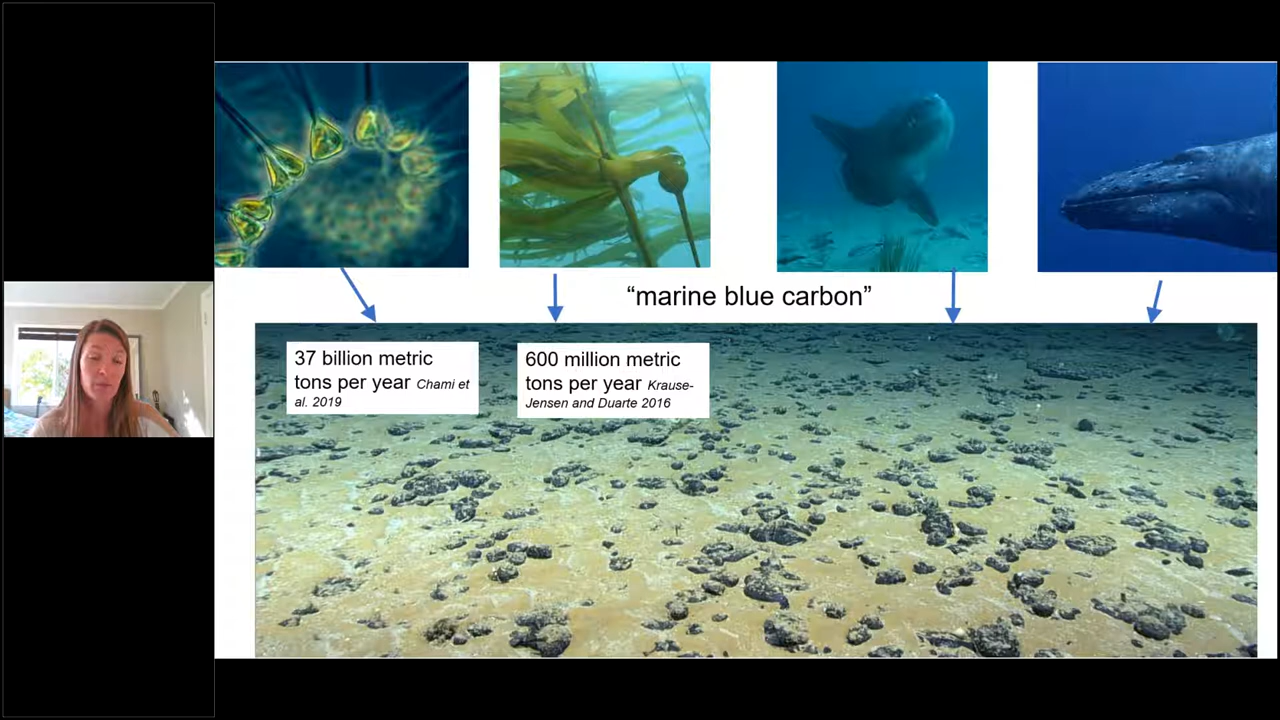 “marine blue carbon”
37 billion metric
tons per year Chami et
al. 2019
600 million metric
tons per year Krause-
Jensen and Duarte 2016